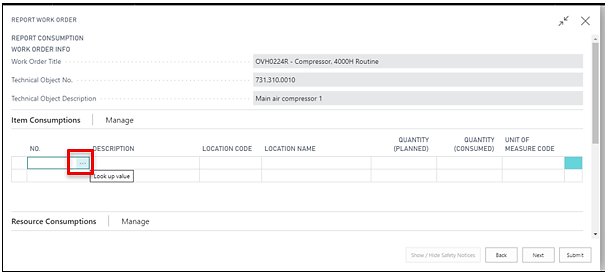 REPORT WORK ORDER
REPORT CONSUMPTION
WORK ORDER INFO
Work Order Title OVH0224R - Compressor, 4000H Routine
Technical Object No. 731.310.0010
Technical Object Description Main air compressor 1
Item Consumptions Manage
NO. DESCRIPTION LOCATION CODE LOCATION NAME QUANTITY (PLANNED) QUANTITY (CONSUMED) UNIT OF MEASURE CODE
...
Look up value
Resource Consumptions Manage
Show / Hide Safety Notices Back Next Submit